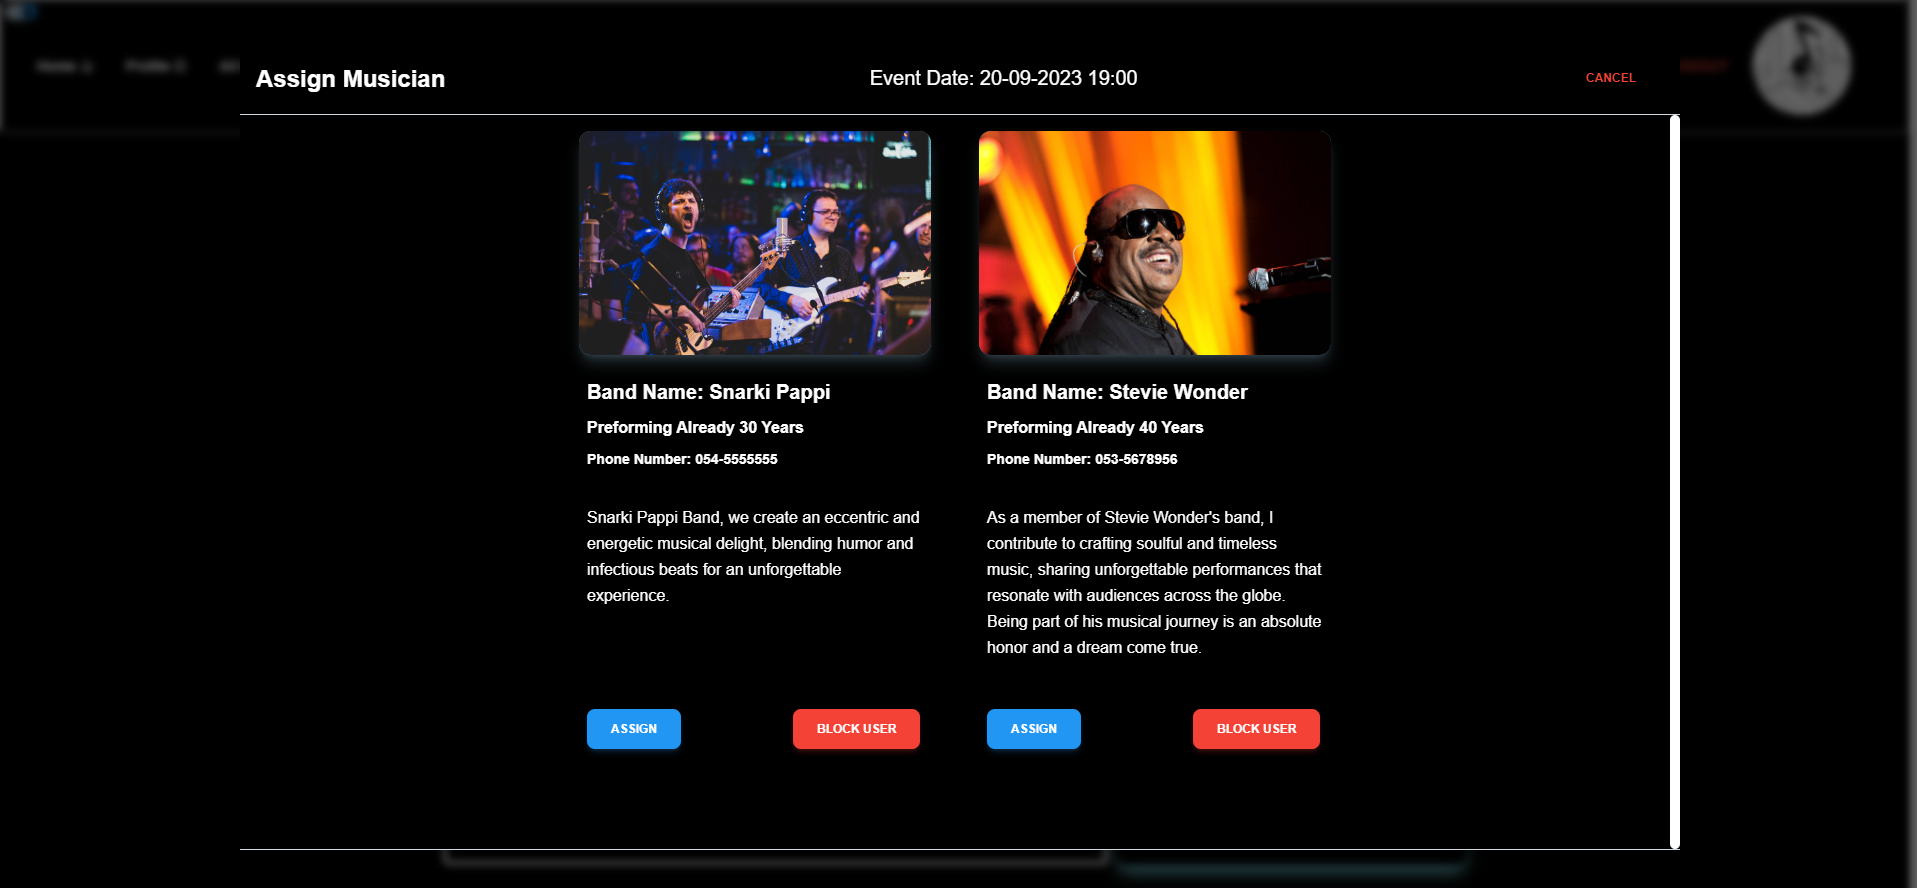 Assign Musician
Event Date: 20-09-2023 19:00
CANCEL
Band Name: Snarki Pappi
Preforming Already 30 Years
Phone Number: 054-5555555
Snarki Pappi Band, we create an eccentric and
energetic musical delight, blending humor and
infectious beats for an unforgettable
experience.
ASSIGN
BLOCK USER
Band Name: Stevie Wonder
Preforming Already 40 Years
Phone Number: 053-5678956
As a member of Stevie Wonder's band, I
contribute to crafting soulful and timeless
music, sharing unforgettable performances that
resonate with audiences across the globe.
Being part of his musical journey is an absolute
honor and a dream come true.
ASSIGN
BLOCK USER